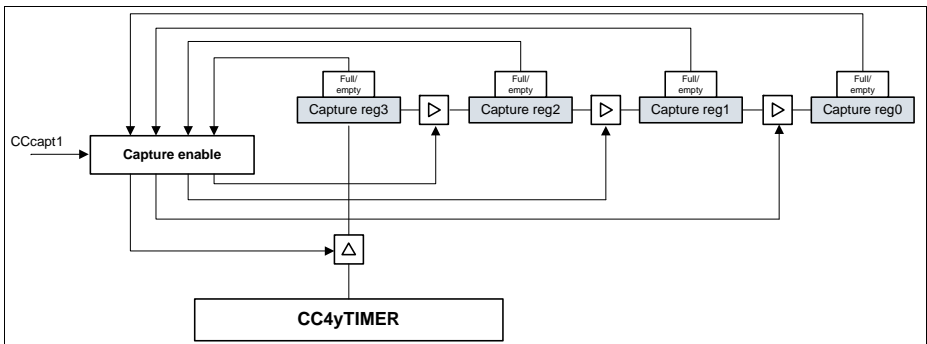 Full/
empty
Full/
empty
Full/
empty
Full/
empty
Capture reg3
Capture reg2
Capture reg1
Capture reg0
CCcapt1
Capture enable
CC4yTIMER